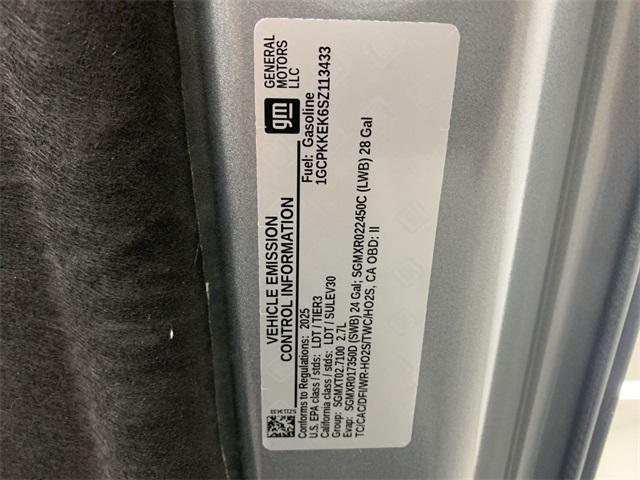 VEHICLE EMISSION
CONTROL INFORMATION
gm
GENERAL
MOTORS
LLC
Conforms to Regulations: 2025
Fuel: Gasoline
U.S. EPA class / stds: LDT / TIER3
1GCPKKEK6SZ113433
California class / stds: LDT / SULEV30
Group: SGMXT02.7100 2.7L
Evap: SGMXR017350D (SWB) 24 Gal; SGMXR022450C (LWB) 28 Gal
TC/CAC/DFI/WR-HO2S/TWC/HO2S, CA OBD: II